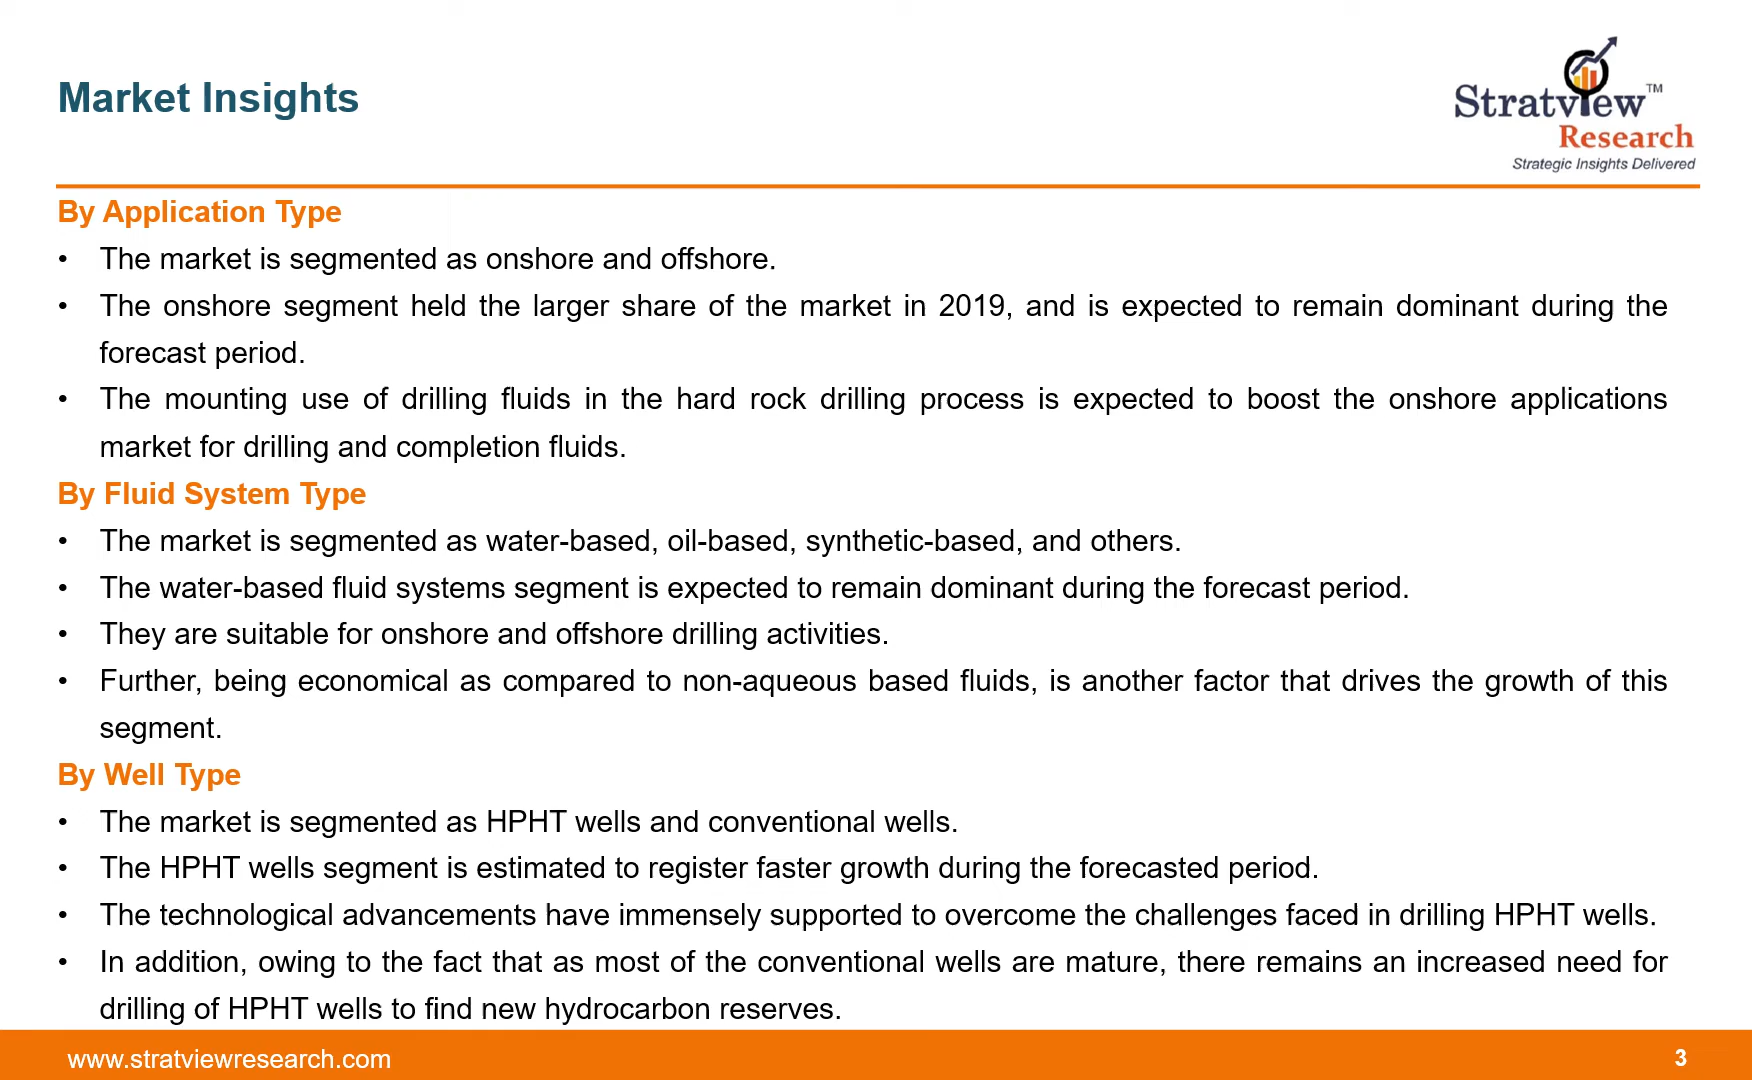 Market Insights
Stratview™
Research
Strategic Insights Delivered
By Application Type
• The market is segmented as onshore and offshore.
• The onshore segment held the larger share of the market in 2019, and is expected to remain dominant during the
forecast period.
• The mounting use of drilling fluids in the hard rock drilling process is expected to boost the onshore applications
market for drilling and completion fluids.
By Fluid System Type
• The market is segmented as water-based, oil-based, synthetic-based, and others.
• The water-based fluid systems segment is expected to remain dominant during the forecast period.
• They are suitable for onshore and offshore drilling activities.
• Further, being economical as compared to non-aqueous based fluids, is another factor that drives the growth of this
segment.
By Well Type
• The market is segmented as HPHT wells and conventional wells.
• The HPHT wells segment is estimated to register faster growth during the forecasted period.
• The technological advancements have immensely supported to overcome the challenges faced in drilling HPHT wells.
• In addition, owing to the fact that as most of the conventional wells are mature, there remains an increased need for
drilling of HPHT wells to find new hydrocarbon reserves.
www.stratviewresearch.com
3